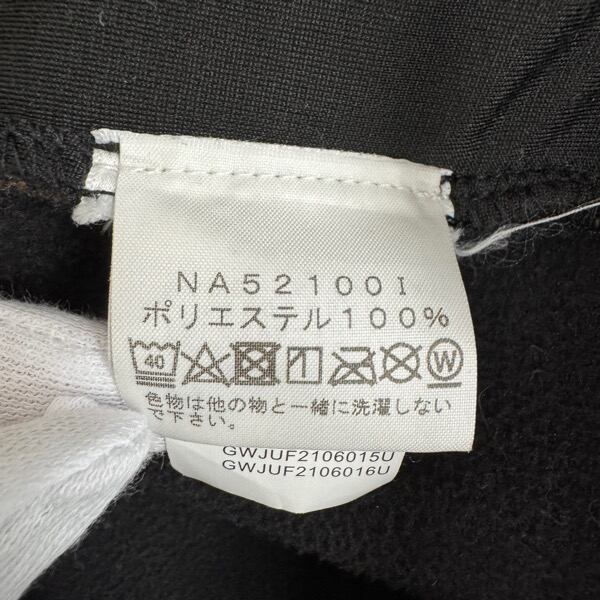 NA52100I
ポリエステル100%
40 W
色物は他の物と一緒に洗濯しない
で下さい。
GWJUF2106015U
GWJUF2106016U